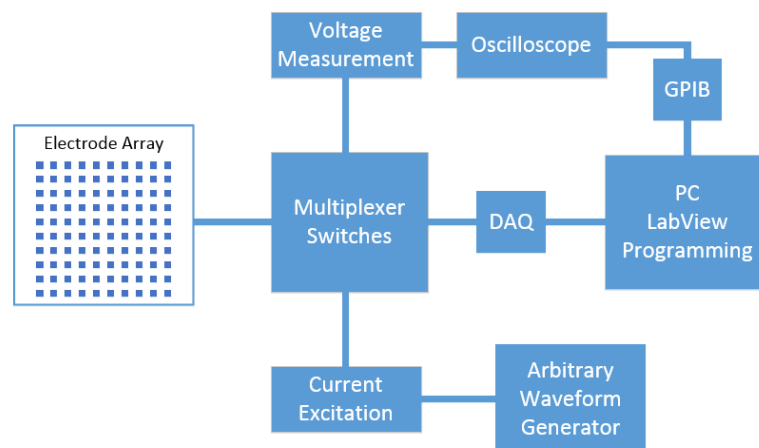 Voltage
Measurement
Oscilloscope
GPIB
Electrode Array
Multiplexer
Switches
DAQ
PC
LabView
Programming
Current
Excitation
Arbitrary
Waveform
Generator